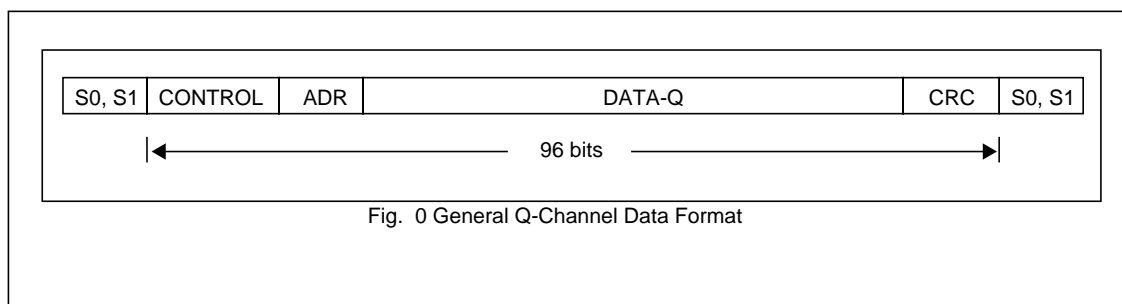 S0, S1 CONTROL ADR DATA-Q CRC S0, S1
96 bits
Fig. 0 General Q-Channel Data Format